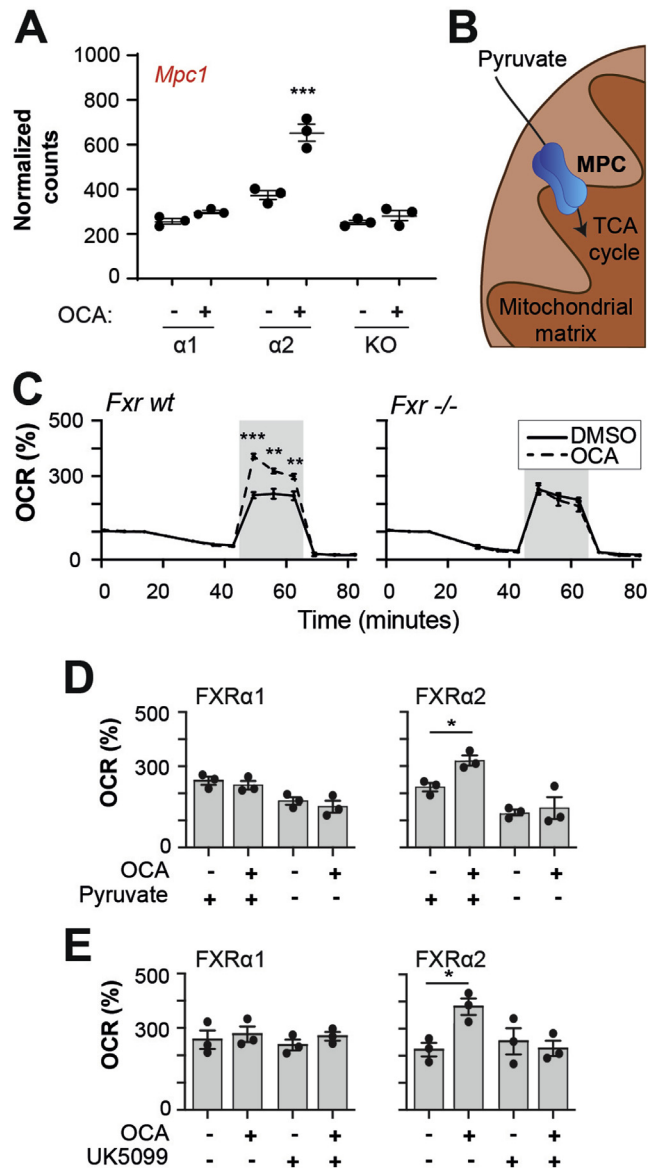 A
Mpc1
***
Normalized counts
1000
800
600
400
200
0
OCA: - + - + - +
α1 α2 KO
B
Pyruvate
MPC
TCA
cycle
Mitochondrial
matrix
C
Fxr wt
Fxr -/-
DMSO
OCA
*** ** **
OCR (%)
500
300
0
0 20 40 60 80 0 20 40 60 80
Time (minutes)
D
FXRα1 FXRα2
*
OCR (%)
500
300
0
OCA - + - + - + - +
Pyruvate + + - - + + - -
E
FXRα1 FXRα2
*
OCR (%)
500
300
0
OCA - + - + - + - +
UK5099 - - + + - - + +